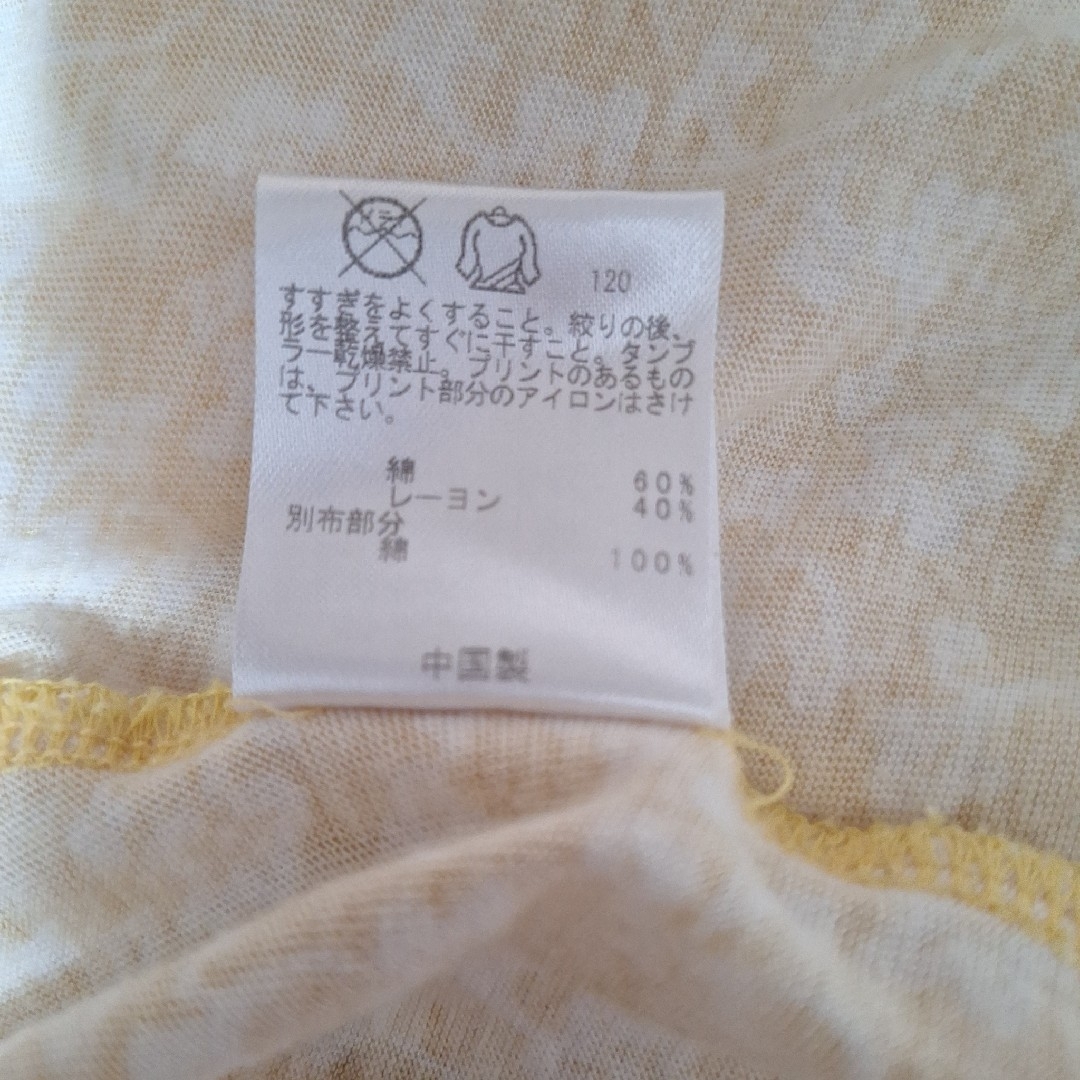 ドライ
120
すすぎをよくすること。絞りの後、
形を整えてすぐに干すこと。タンブ
ラー乾燥禁止。プリントのあるもの
は、プリント部分のアイロンはさけ
て下さい。
綿 60%
レーヨン 40%
別布部分
綿 100%
中国製